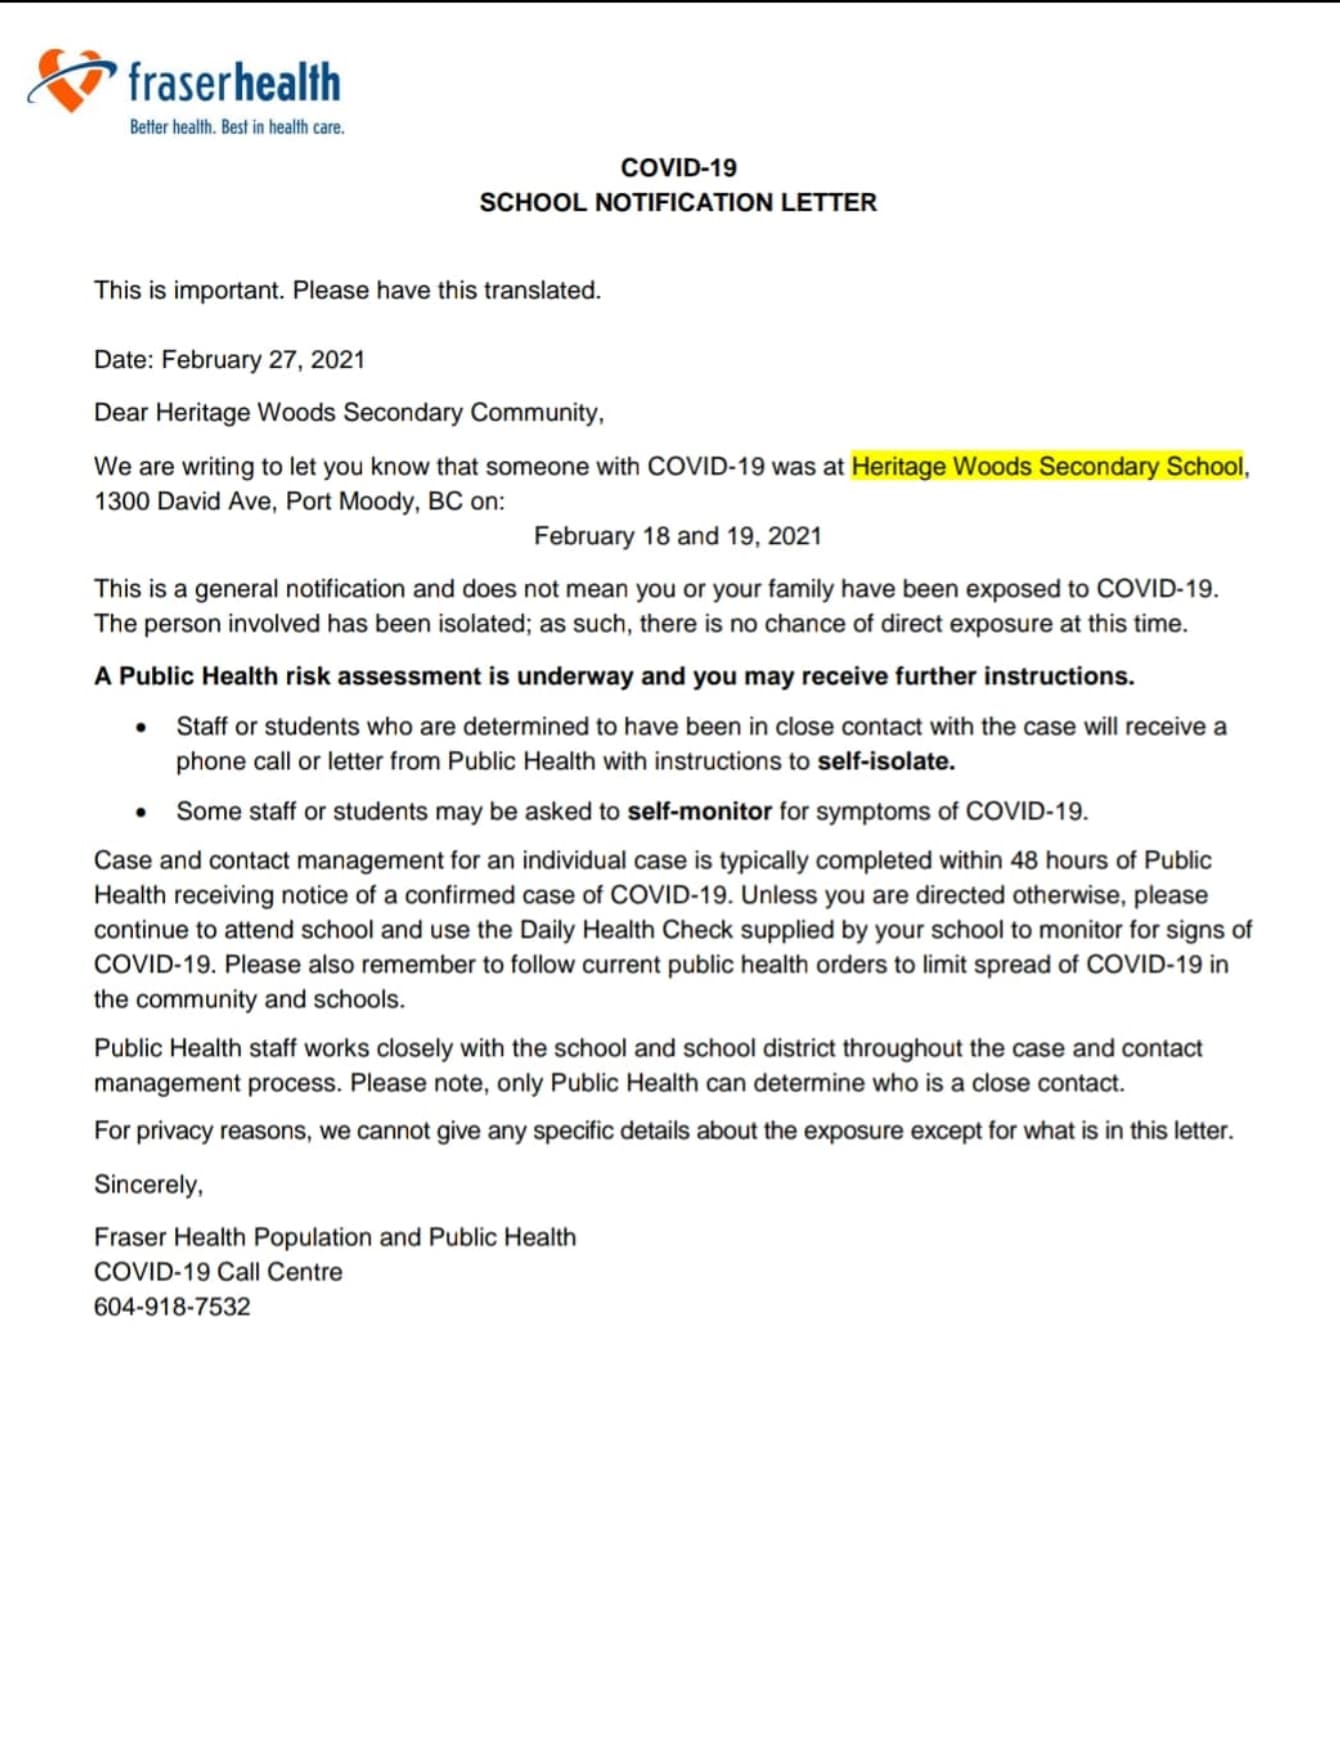 fraserhealth
Better health. Best in health care.
COVID-19
SCHOOL NOTIFICATION LETTER
This is important. Please have this translated.
Date: February 27, 2021
Dear Heritage Woods Secondary Community,
We are writing to let you know that someone with COVID-19 was at Heritage Woods Secondary School,
1300 David Ave, Port Moody, BC on:
February 18 and 19, 2021
This is a general notification and does not mean you or your family have been exposed to COVID-19.
The person involved has been isolated; as such, there is no chance of direct exposure at this time.
A Public Health risk assessment is underway and you may receive further instructions.
• Staff or students who are determined to have been in close contact with the case will receive a
phone call or letter from Public Health with instructions to self-isolate.
• Some staff or students may be asked to self-monitor for symptoms of COVID-19.
Case and contact management for an individual case is typically completed within 48 hours of Public
Health receiving notice of a confirmed case of COVID-19. Unless you are directed otherwise, please
continue to attend school and use the Daily Health Check supplied by your school to monitor for signs of
COVID-19. Please also remember to follow current public health orders to limit spread of COVID-19 in
the community and schools.
Public Health staff works closely with the school and school district throughout the case and contact
management process. Please note, only Public Health can determine who is a close contact.
For privacy reasons, we cannot give any specific details about the exposure except for what is in this letter.
Sincerely,
Fraser Health Population and Public Health
COVID-19 Call Centre
604-918-7532